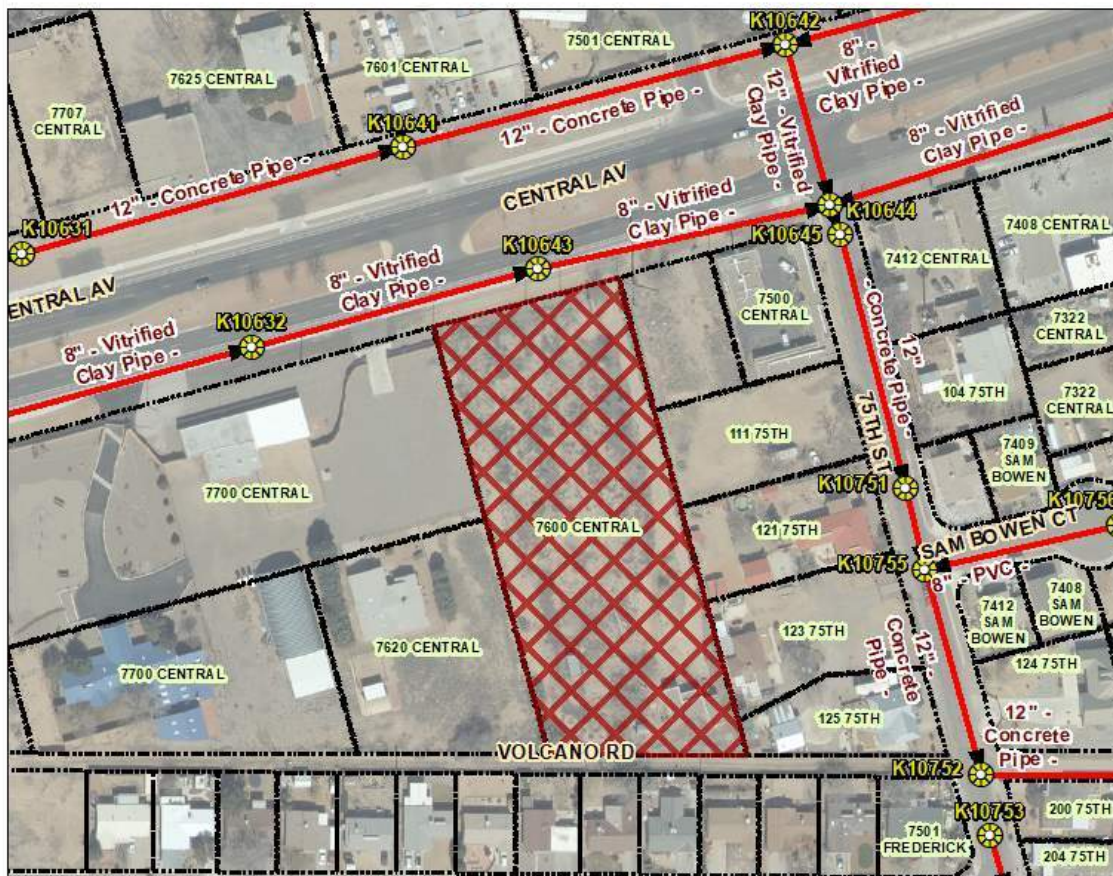 K10642
7501 CENTRAL
7601 CENTRAL
7625 CENTRAL
7707
CENTRAL
8" -
Vitrified
Clay Pipe -
12" - Vitrified
Clay Pipe -
K10641
12" - Concrete Pipe -
12" - Concrete Pipe -
8" - Vitrified
Clay Pipe -
CENTRAL AV
K10631
8" - Vitrified
Clay Pipe -
K10644
K10645
7408 CENTRAL
7412 CENTRAL
K10643
8" - Vitrified
Clay Pipe -
ENTRAL AV
7500
CENTRAL
K10632
8" - Vitrified
Clay Pipe -
7322
CENTRAL
12"
- Concrete Pipe -
104 75TH
7322
CENTRAL
75TH ST
111 75TH
7409
SAM
BOWEN
K10751
7700 CENTRAL
7600 CENTRAL
121 75TH
K10756
SAM BOWEN CT
K10755
8" - PVC -
7408
SAM
BOWEN
7412
SAM
BOWEN
123 75TH
7620 CENTRAL
7700 CENTRAL
12" -
Concrete
Pipe -
124 75TH
125 75TH
12" -
Concrete
Pipe -
VOLCANO RD
K10752
K10753
200 75TH
7501
FREDERICK
204 75TH